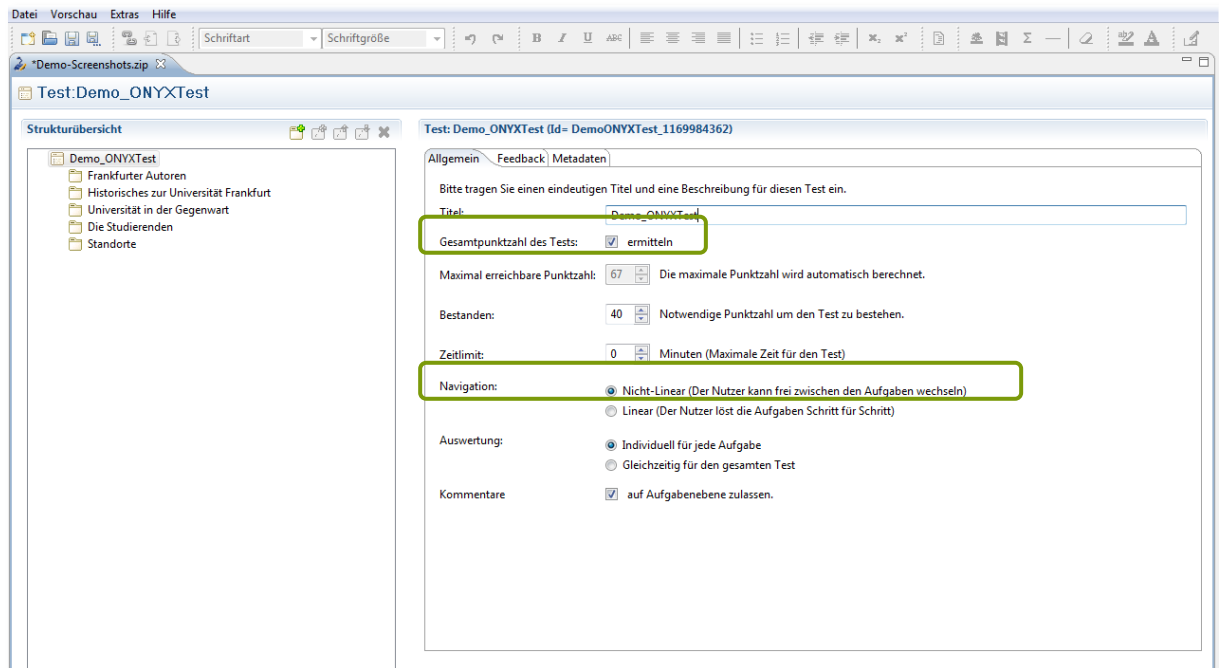 Datei Vorschau Extras Hilfe
Schriftart Schriftgröße B I U ABC x₂ x² Σ ab A
*Demo-Screenshots.zip
Test:Demo_ONYXTest
Strukturübersicht
Demo_ONYXTest
Frankfurter Autoren
Historisches zur Universität Frankfurt
Universität in der Gegenwart
Die Studierenden
Standorte
Test: Demo_ONYXTest (Id= DemoONYXTest_1169984362)
Allgemein Feedback Metadaten
Bitte tragen Sie einen eindeutigen Titel und eine Beschreibung für diesen Test ein.
Titel: Demo_ONYXTest
Gesamtpunktzahl des Tests: ermitteln
Maximal erreichbare Punktzahl: 67 Die maximale Punktzahl wird automatisch berechnet.
Bestanden: 40 Notwendige Punktzahl um den Test zu bestehen.
Zeitlimit: 0 Minuten (Maximale Zeit für den Test)
Navigation: Nicht-Linear (Der Nutzer kann frei zwischen den Aufgaben wechseln)
Linear (Der Nutzer löst die Aufgaben Schritt für Schritt)
Auswertung: Individuell für jede Aufgabe
Gleichzeitig für den gesamten Test
Kommentare auf Aufgabenebene zulassen.